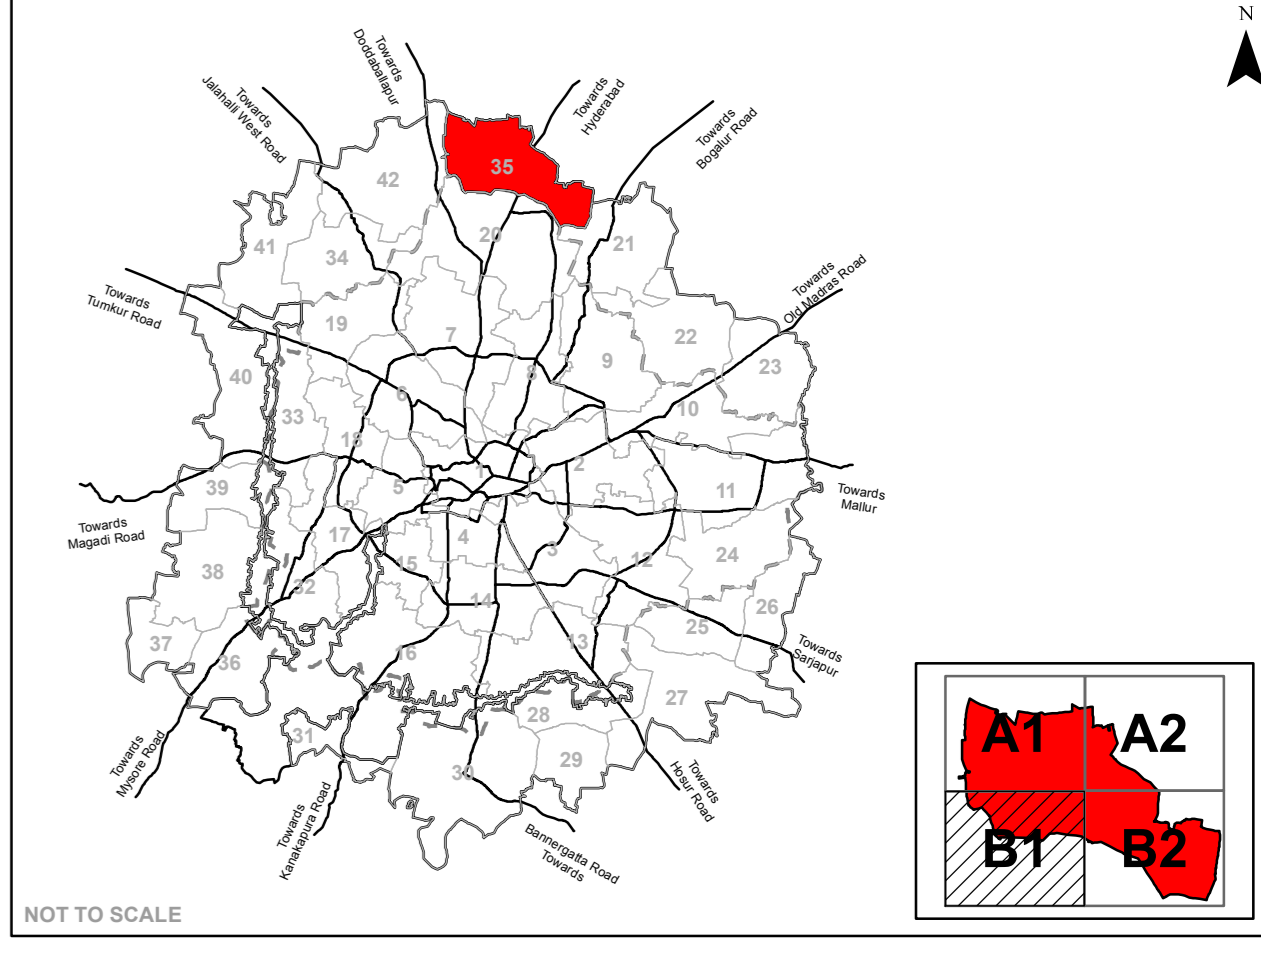 N
Towards
Doddaballapur
Towards
Jalahalli West Road
Towards
Hyderabad
Towards
Bogalur Road
35
42
20
21
41
34
Towards
Tumkur Road
Towards
Old Madras Road
19
7
22
9
8
23
40
6
10
33
18
2
1
39
5
11
Towards
Mallur
Towards
Magadi Road
17
4
3
12
24
15
38
32
14
26
25
37
36
16
13
Towards
Sarjapur
27
28
31
29
30
Towards
Mysore Road
Towards
Kanakapura Road
Bannergatta Road
Towards
Towards
Hosur Road
A1
A2
B1
B2
NOT TO SCALE